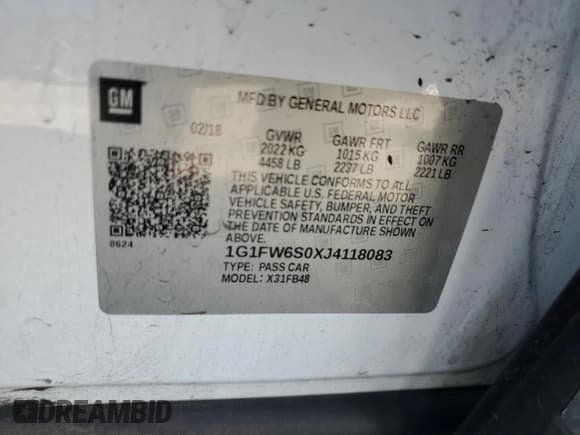 GM
MFD BY GENERAL MOTORS LLC
02/18 GVWR GAWR FRT GAWR RR
2022 KG 1015 KG 1007 KG
4458 LB 2237 LB 2221 LB
THIS VEHICLE CONFORMS TO ALL
APPLICABLE U.S. FEDERAL MOTOR
VEHICLE SAFETY, BUMPER, AND THEFT
PREVENTION STANDARDS IN EFFECT ON
THE DATE OF MANUFACTURE SHOWN
ABOVE.
8624
1G1FW6S0XJ4118083
TYPE: PASS CAR
MODEL: X31FB48
DREAMBID